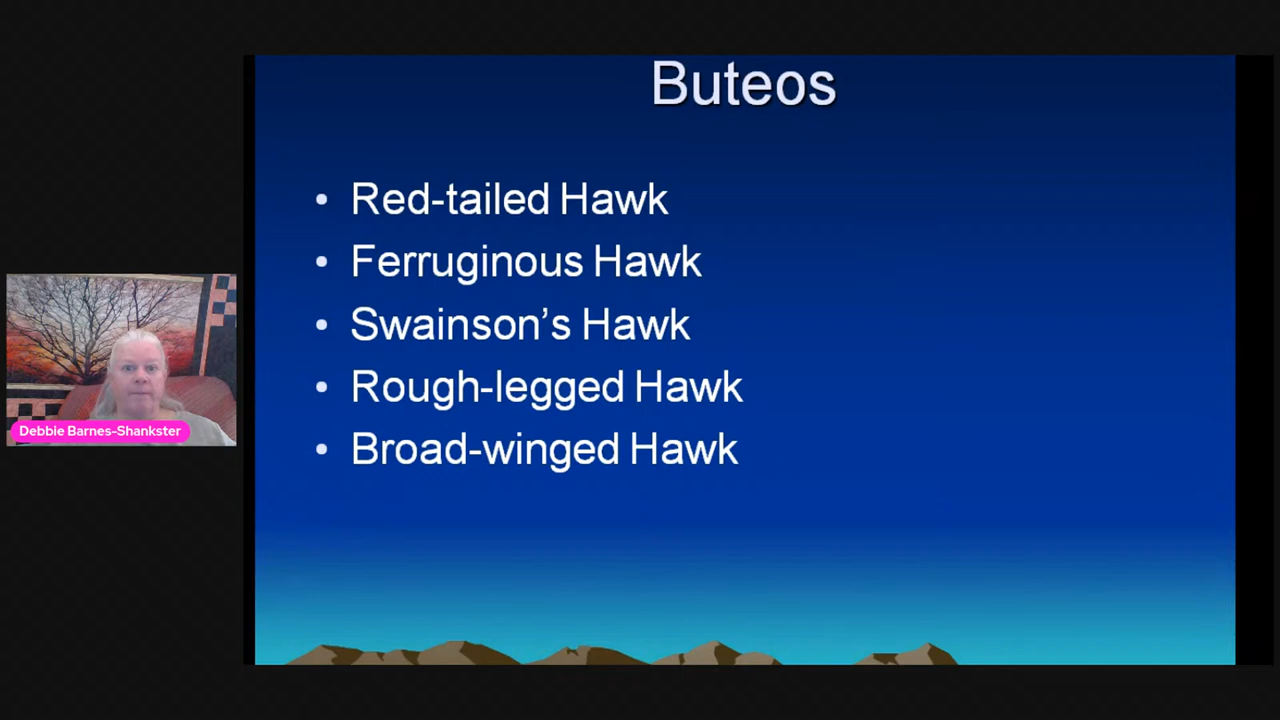 Buteos
• Red-tailed Hawk
• Ferruginous Hawk
• Swainson’s Hawk
• Rough-legged Hawk
• Broad-winged Hawk
Debbie Barnes-Shankster